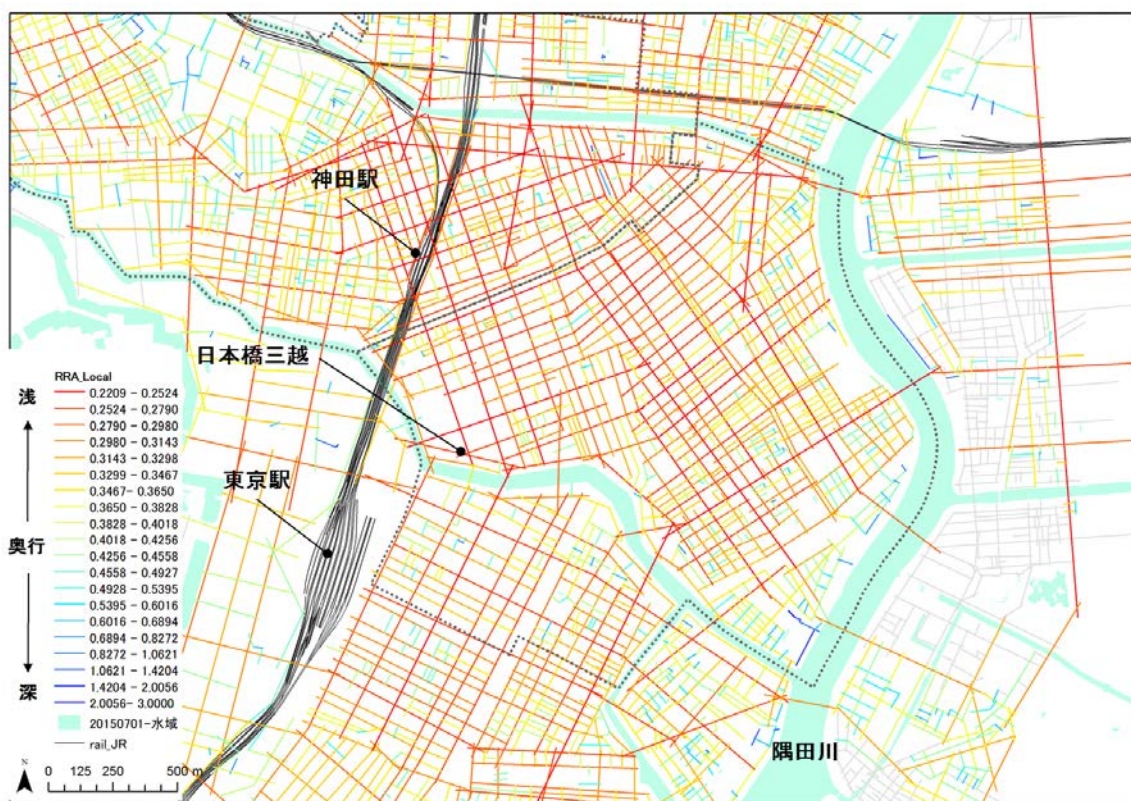 神田駅
日本橋三越
東京駅
隅田川
RRA_Local
浅
奥行
深
0.2209 - 0.2524
0.2524 - 0.2790
0.2790 - 0.2980
0.2980 - 0.3143
0.3143 - 0.3298
0.3299 - 0.3467
0.3467- 0.3650
0.3650 - 0.3828
0.3828 - 0.4018
0.4018 - 0.4256
0.4256 - 0.4558
0.4558 - 0.4927
0.4928 - 0.5395
0.5395 - 0.6016
0.6016 - 0.6894
0.6894 - 0.8272
0.8272 - 1.0621
1.0621 - 1.4204
1.4204 - 2.0056
2.0056- 3.0000
20150701-水域
rail_JR
N
0 125 250 500 m